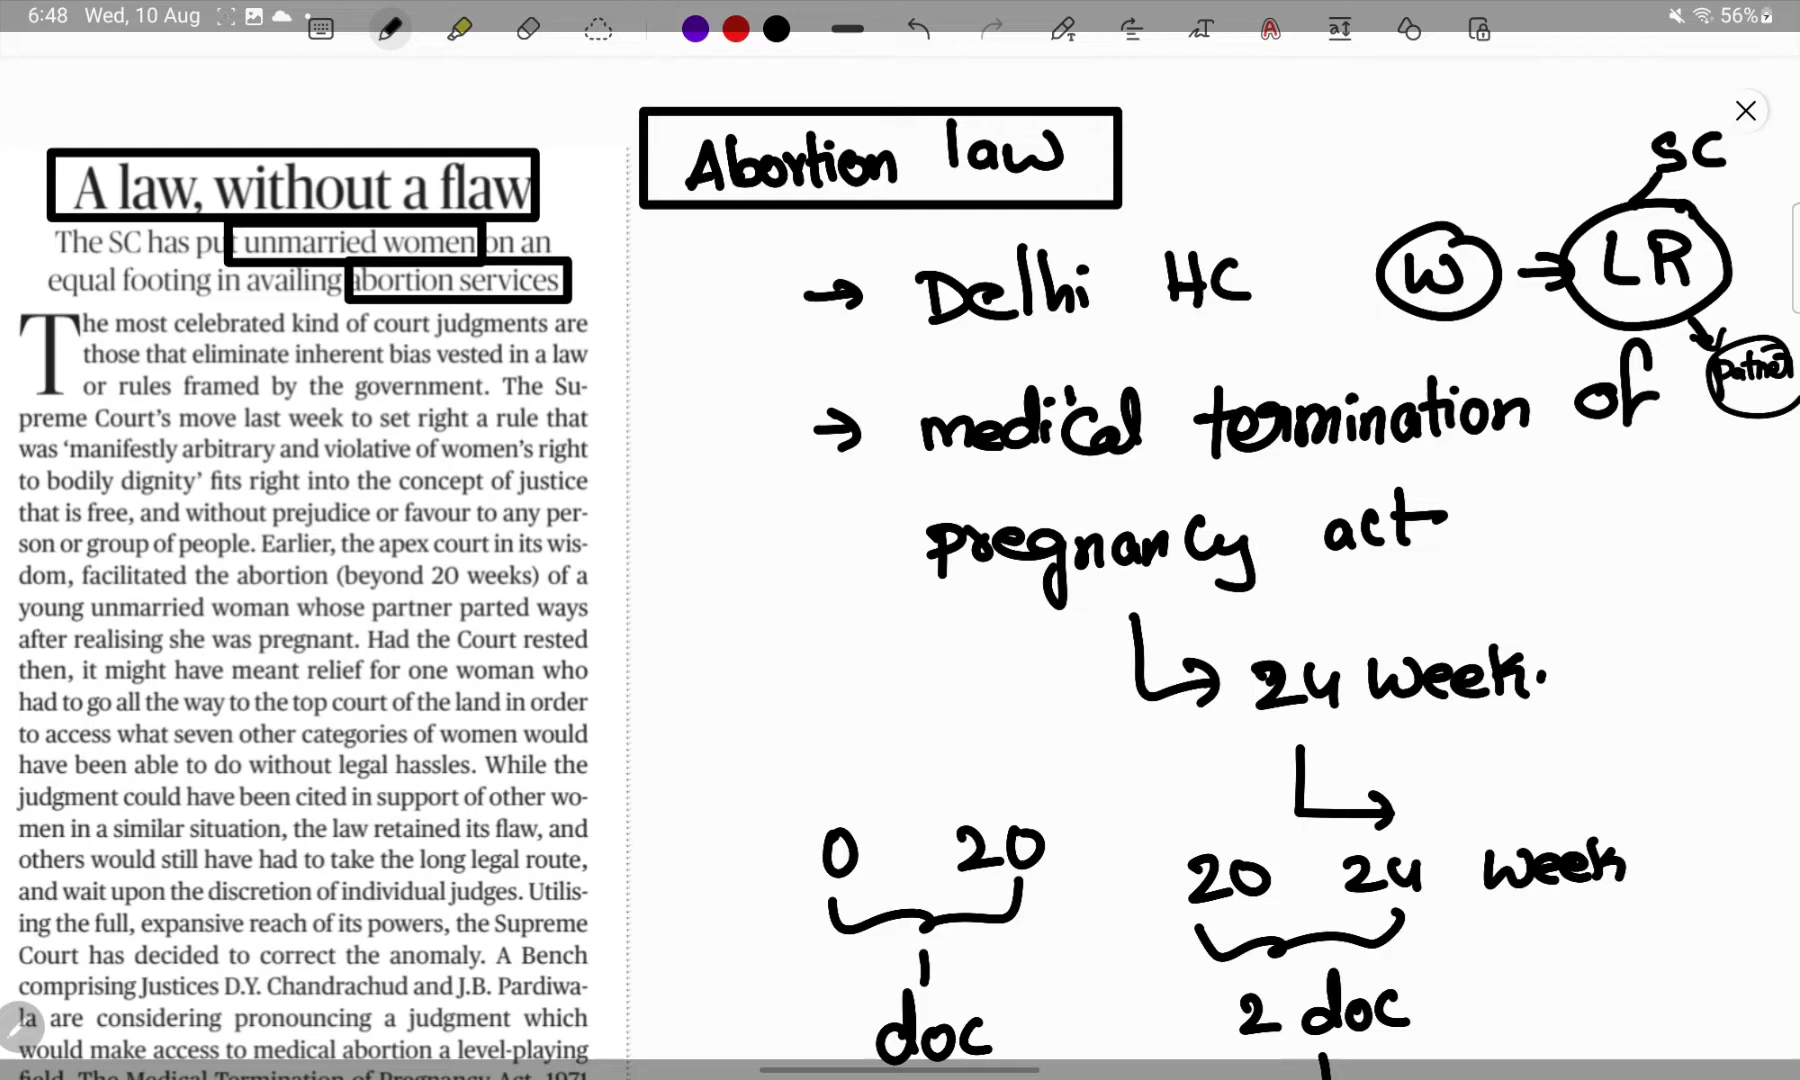 6:48 Wed, 10 Aug
56%
A law, without a flaw
The SC has put unmarried women on an
equal footing in availing abortion services
The most celebrated kind of court judgments are
those that eliminate inherent bias vested in a law
or rules framed by the government. The Su-
preme Court's move last week to set right a rule that
was 'manifestly arbitrary and violative of women's right
to bodily dignity' fits right into the concept of justice
that is free, and without prejudice or favour to any per-
son or group of people. Earlier, the apex court in its wis-
dom, facilitated the abortion (beyond 20 weeks) of a
young unmarried woman whose partner parted ways
after realising she was pregnant. Had the Court rested
then, it might have meant relief for one woman who
had to go all the way to the top court of the land in order
to access what seven other categories of women would
have been able to do without legal hassles. While the
judgment could have been cited in support of other wo-
men in a similar situation, the law retained its flaw, and
others would still have had to take the long legal route,
and wait upon the discretion of individual judges. Utilis-
ing the full, expansive reach of its powers, the Supreme
Court has decided to correct the anomaly. A Bench
comprising Justices D.Y. Chandrachud and J.B. Pardiwa-
la are considering pronouncing a judgment which
would make access to medical abortion a level-playing
field. The Medical Termination of Pregnancy Act, 1971
Abortion law
SC
→ Delhi HC
W → LR
patner
→ medical termination of
pregnancy act
24 week.
0 20
20 24 week
doc
2 doc